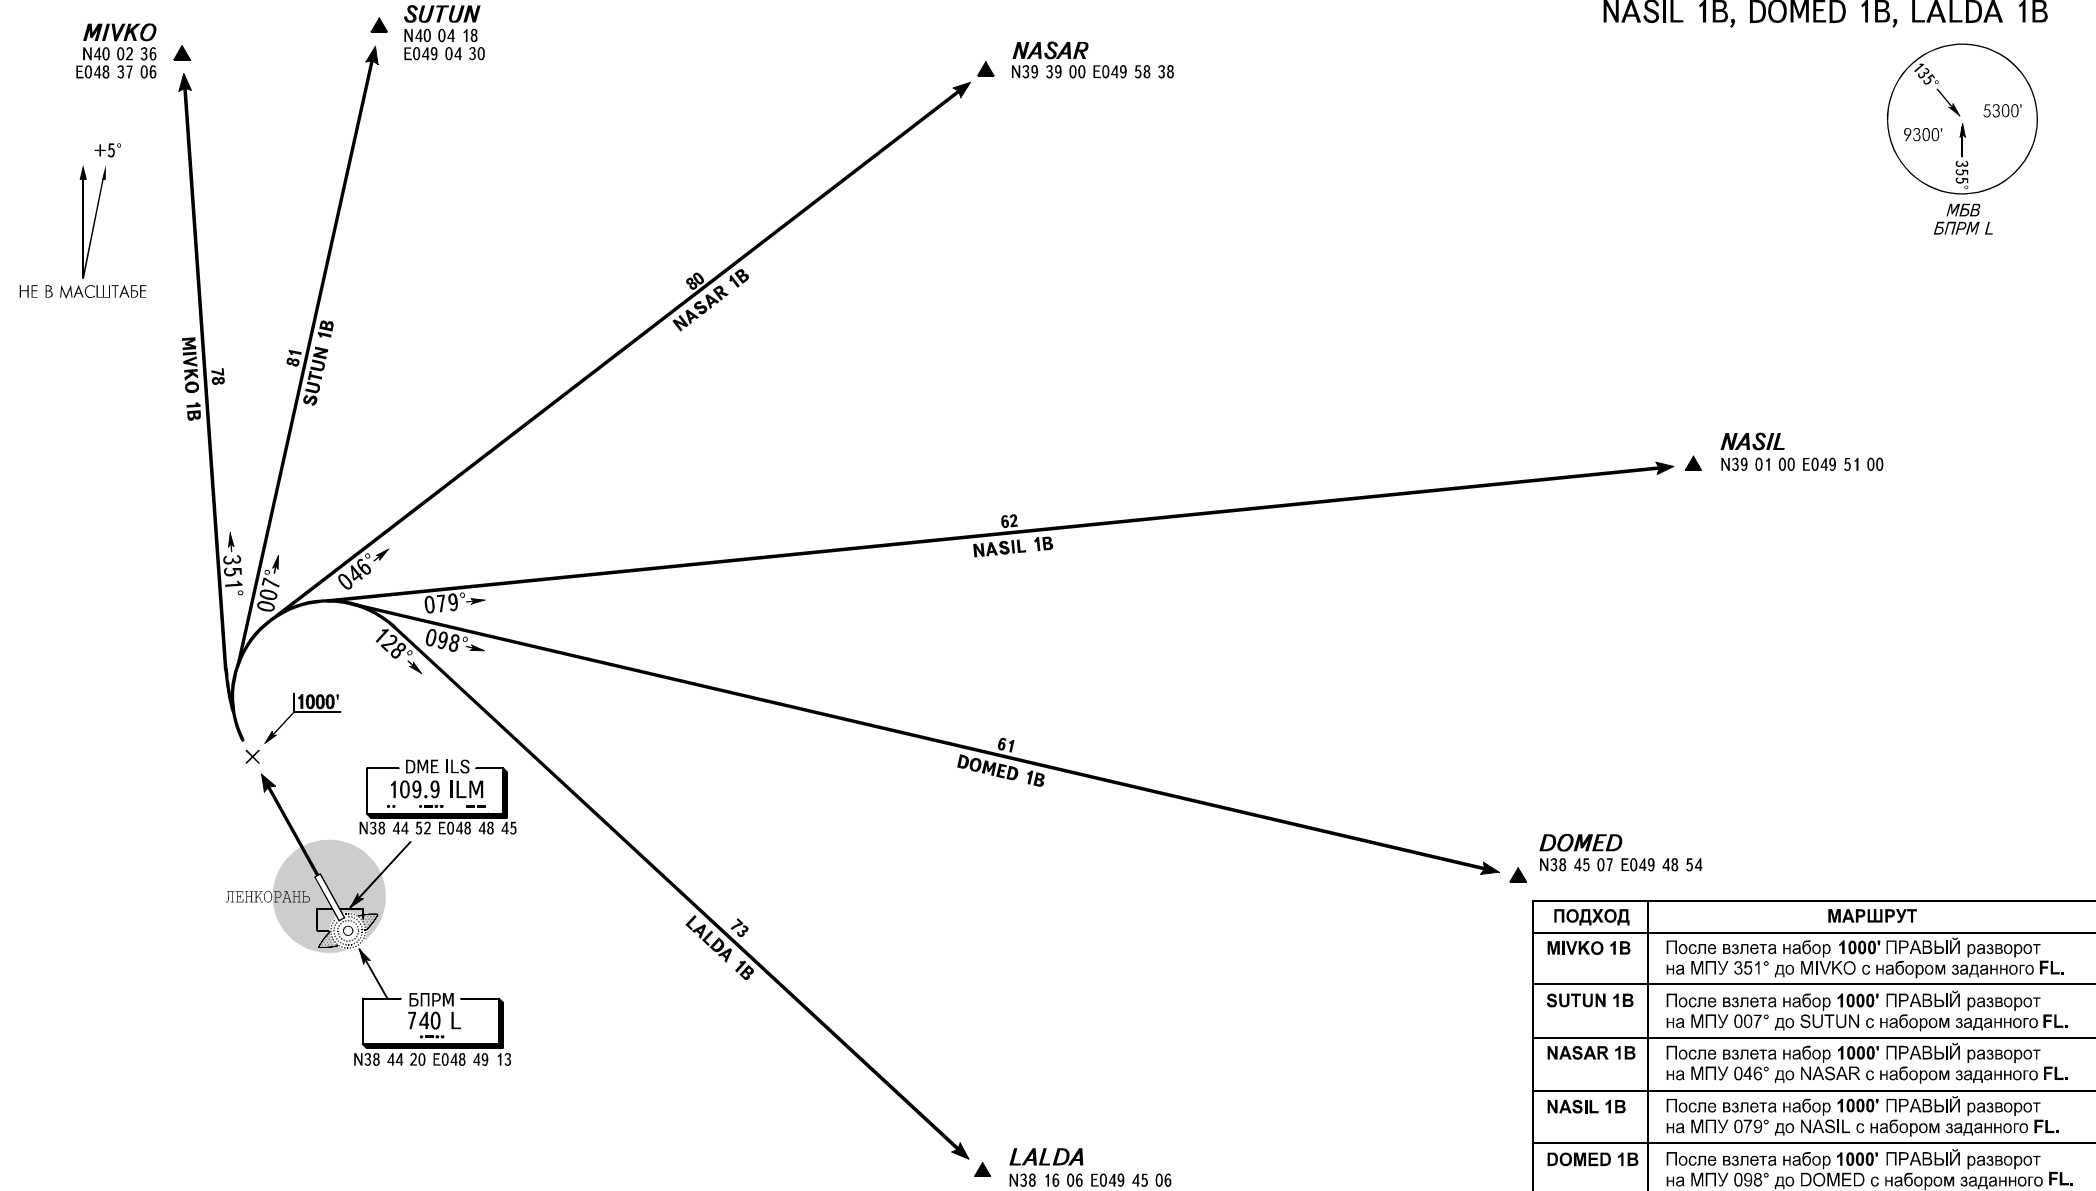 NASIL 1B, DOMED 1B, LALDA 1B
MIVKO
N40 02 36
E048 37 06
SUTUN
N40 04 18
E049 04 30
NASAR
N39 39 00 E049 58 38
135°
5300'
9300'
355°
МБВ
БПРМ L
+5°
НЕ В МАСШТАБЕ
78
MIVKO 1B
81
SUTUN 1B
80
NASAR 1B
NASIL
N39 01 00 E049 51 00
62
NASIL 1B
351°
007°
046°
079°
098°
128°
1000'
61
DOMED 1B
DME ILS
109.9 ILM
N38 44 52 E048 48 45
ЛЕНКОРАНЬ
БПРМ
740 L
N38 44 20 E048 49 13
73
LALDA 1B
DOMED
N38 45 07 E049 48 54
LALDA
N38 16 06 E049 45 06
ПОДХОД МАРШРУТ
MIVKO 1B После взлета набор 1000' ПРАВЫЙ разворот
на МПУ 351° до MIVKO с набором заданного FL.
SUTUN 1B После взлета набор 1000' ПРАВЫЙ разворот
на МПУ 007° до SUTUN с набором заданного FL.
NASAR 1B После взлета набор 1000' ПРАВЫЙ разворот
на МПУ 046° до NASAR с набором заданного FL.
NASIL 1B После взлета набор 1000' ПРАВЫЙ разворот
на МПУ 079° до NASIL с набором заданного FL.
DOMED 1B После взлета набор 1000' ПРАВЫЙ разворот
на МПУ 098° до DOMED с набором заданного FL.